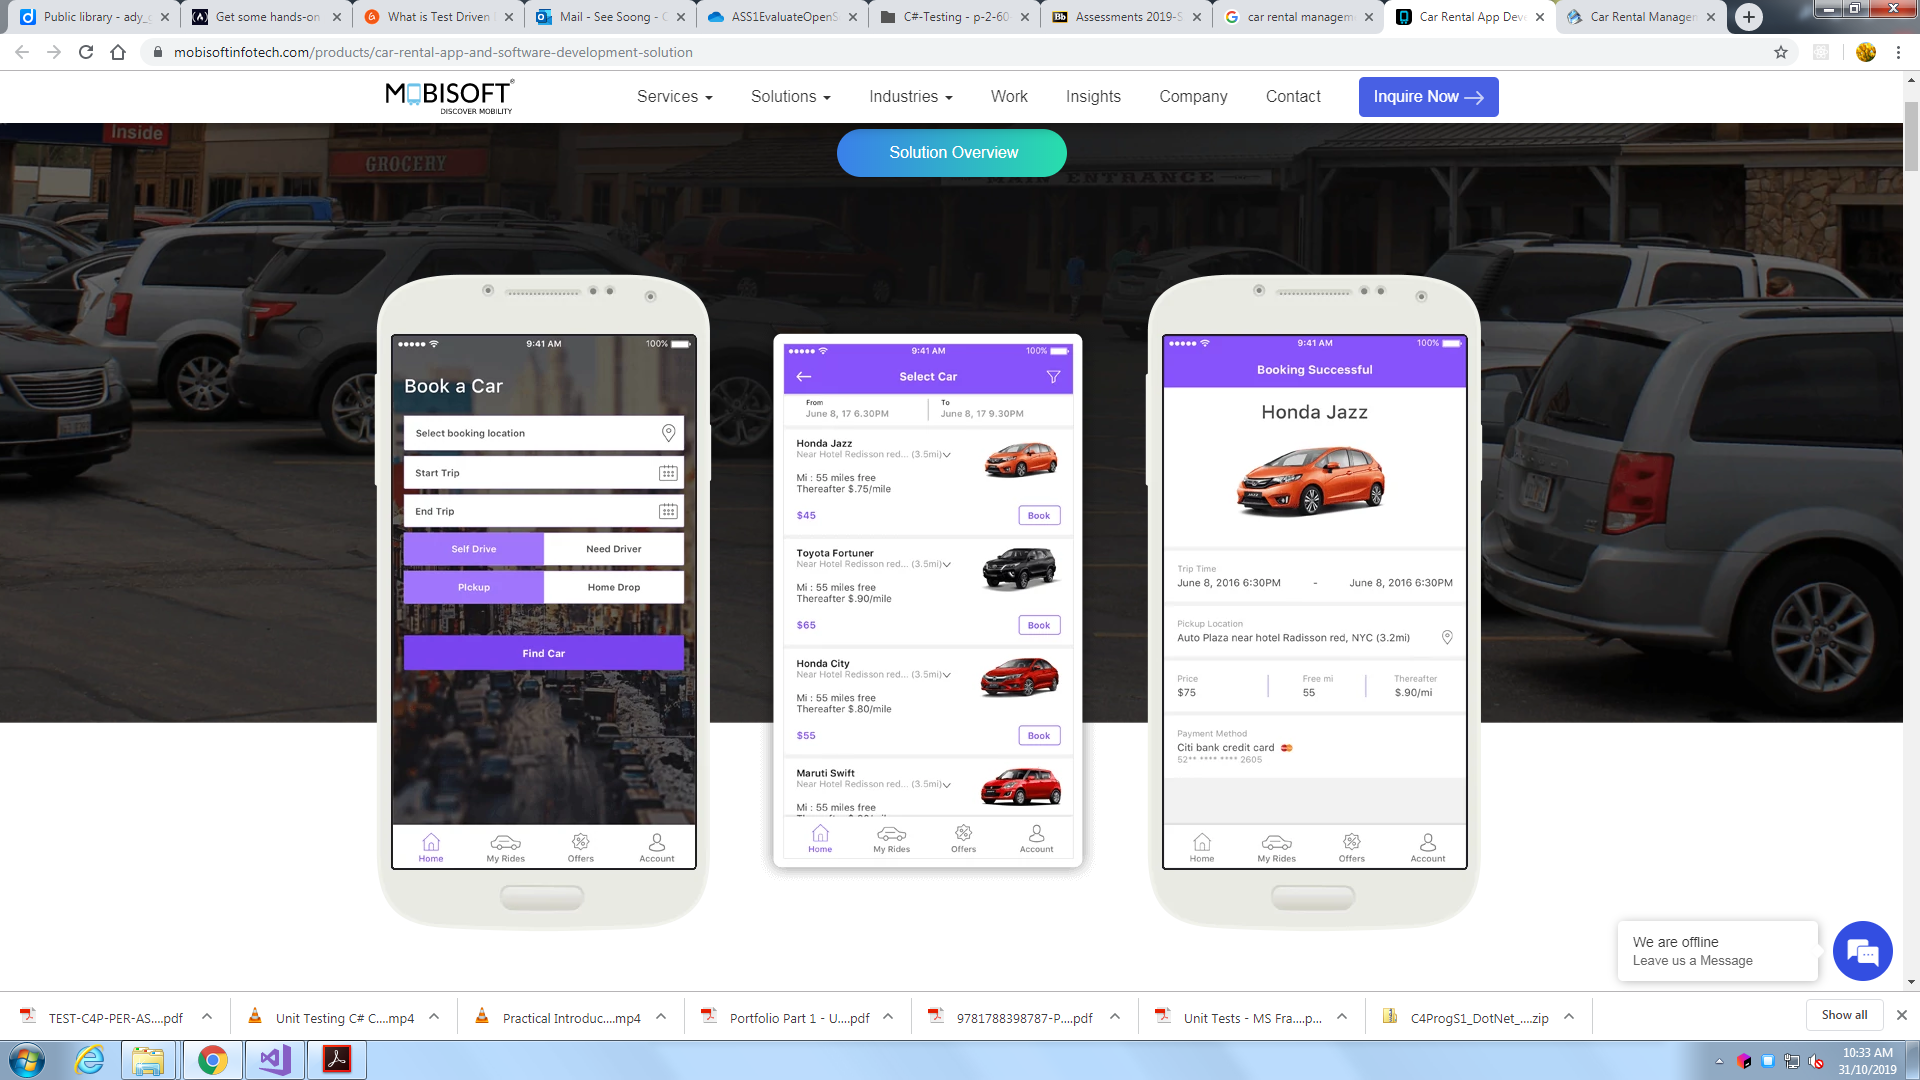 Public library - ady_
Get some hands-on
What is Test Driven
Mail - See Soong -
ASS1EvaluateOpenS
C#-Testing - p-2-60
Assessments 2019-S
car rental manageme
Car Rental App Dev
Car Rental Manager
mobisoftinfotech.com/products/car-rental-app-and-software-development-solution
MOBISOFT
DISCOVER MOBILITY
Services
Solutions
Industries
Work
Insights
Company
Contact
Inquire Now
Inside
GROCERY
MAIN ENTRANCE
Solution Overview
9:41 AM
100%
Book a Car
Select booking location
Start Trip
End Trip
Self Drive
Need Driver
Pickup
Home Drop
Find Car
Home
My Rides
Offers
Account
9:41 AM
100%
Select Car
From
To
June 8, 17 6.30PM
June 8, 17 9.30PM
Honda Jazz
Near Hotel Redisson red... (3.5mi)
Mi : 55 miles free
Thereafter $.75/mile
$45
Book
Toyota Fortuner
Near Hotel Redisson red... (3.5mi)
Mi : 55 miles free
Thereafter $.90/mile
$65
Book
Honda City
Near Hotel Redisson red... (3.5mi)
Mi : 55 miles free
Thereafter $.80/mile
$55
Book
Maruti Swift
Near Hotel Redisson red... (3.5mi)
Mi : 55 miles free
Home
My Rides
Offers
Account
9:41 AM
100%
Booking Successful
Honda Jazz
JAZZ
Trip Time
June 8, 2016 6:30PM - June 8, 2016 6:30PM
Pickup Location
Auto Plaza near hotel Radisson red, NYC (3.2mi)
Price
Free mi
Thereafter
$75
55
$.90/mi
Payment Method
Citi bank credit card
52** **** **** 2605
Home
My Rides
Offers
Account
We are offline
Leave us a Message
TEST-C4P-PER-AS....pdf
Unit Testing C# C....mp4
Practical Introduc....mp4
Portfolio Part 1 - U....pdf
9781788398787-P....pdf
Unit Tests - MS Fra....p...
C4ProgS1_DotNet_....zip
Show all
10:33 AM
31/10/2019